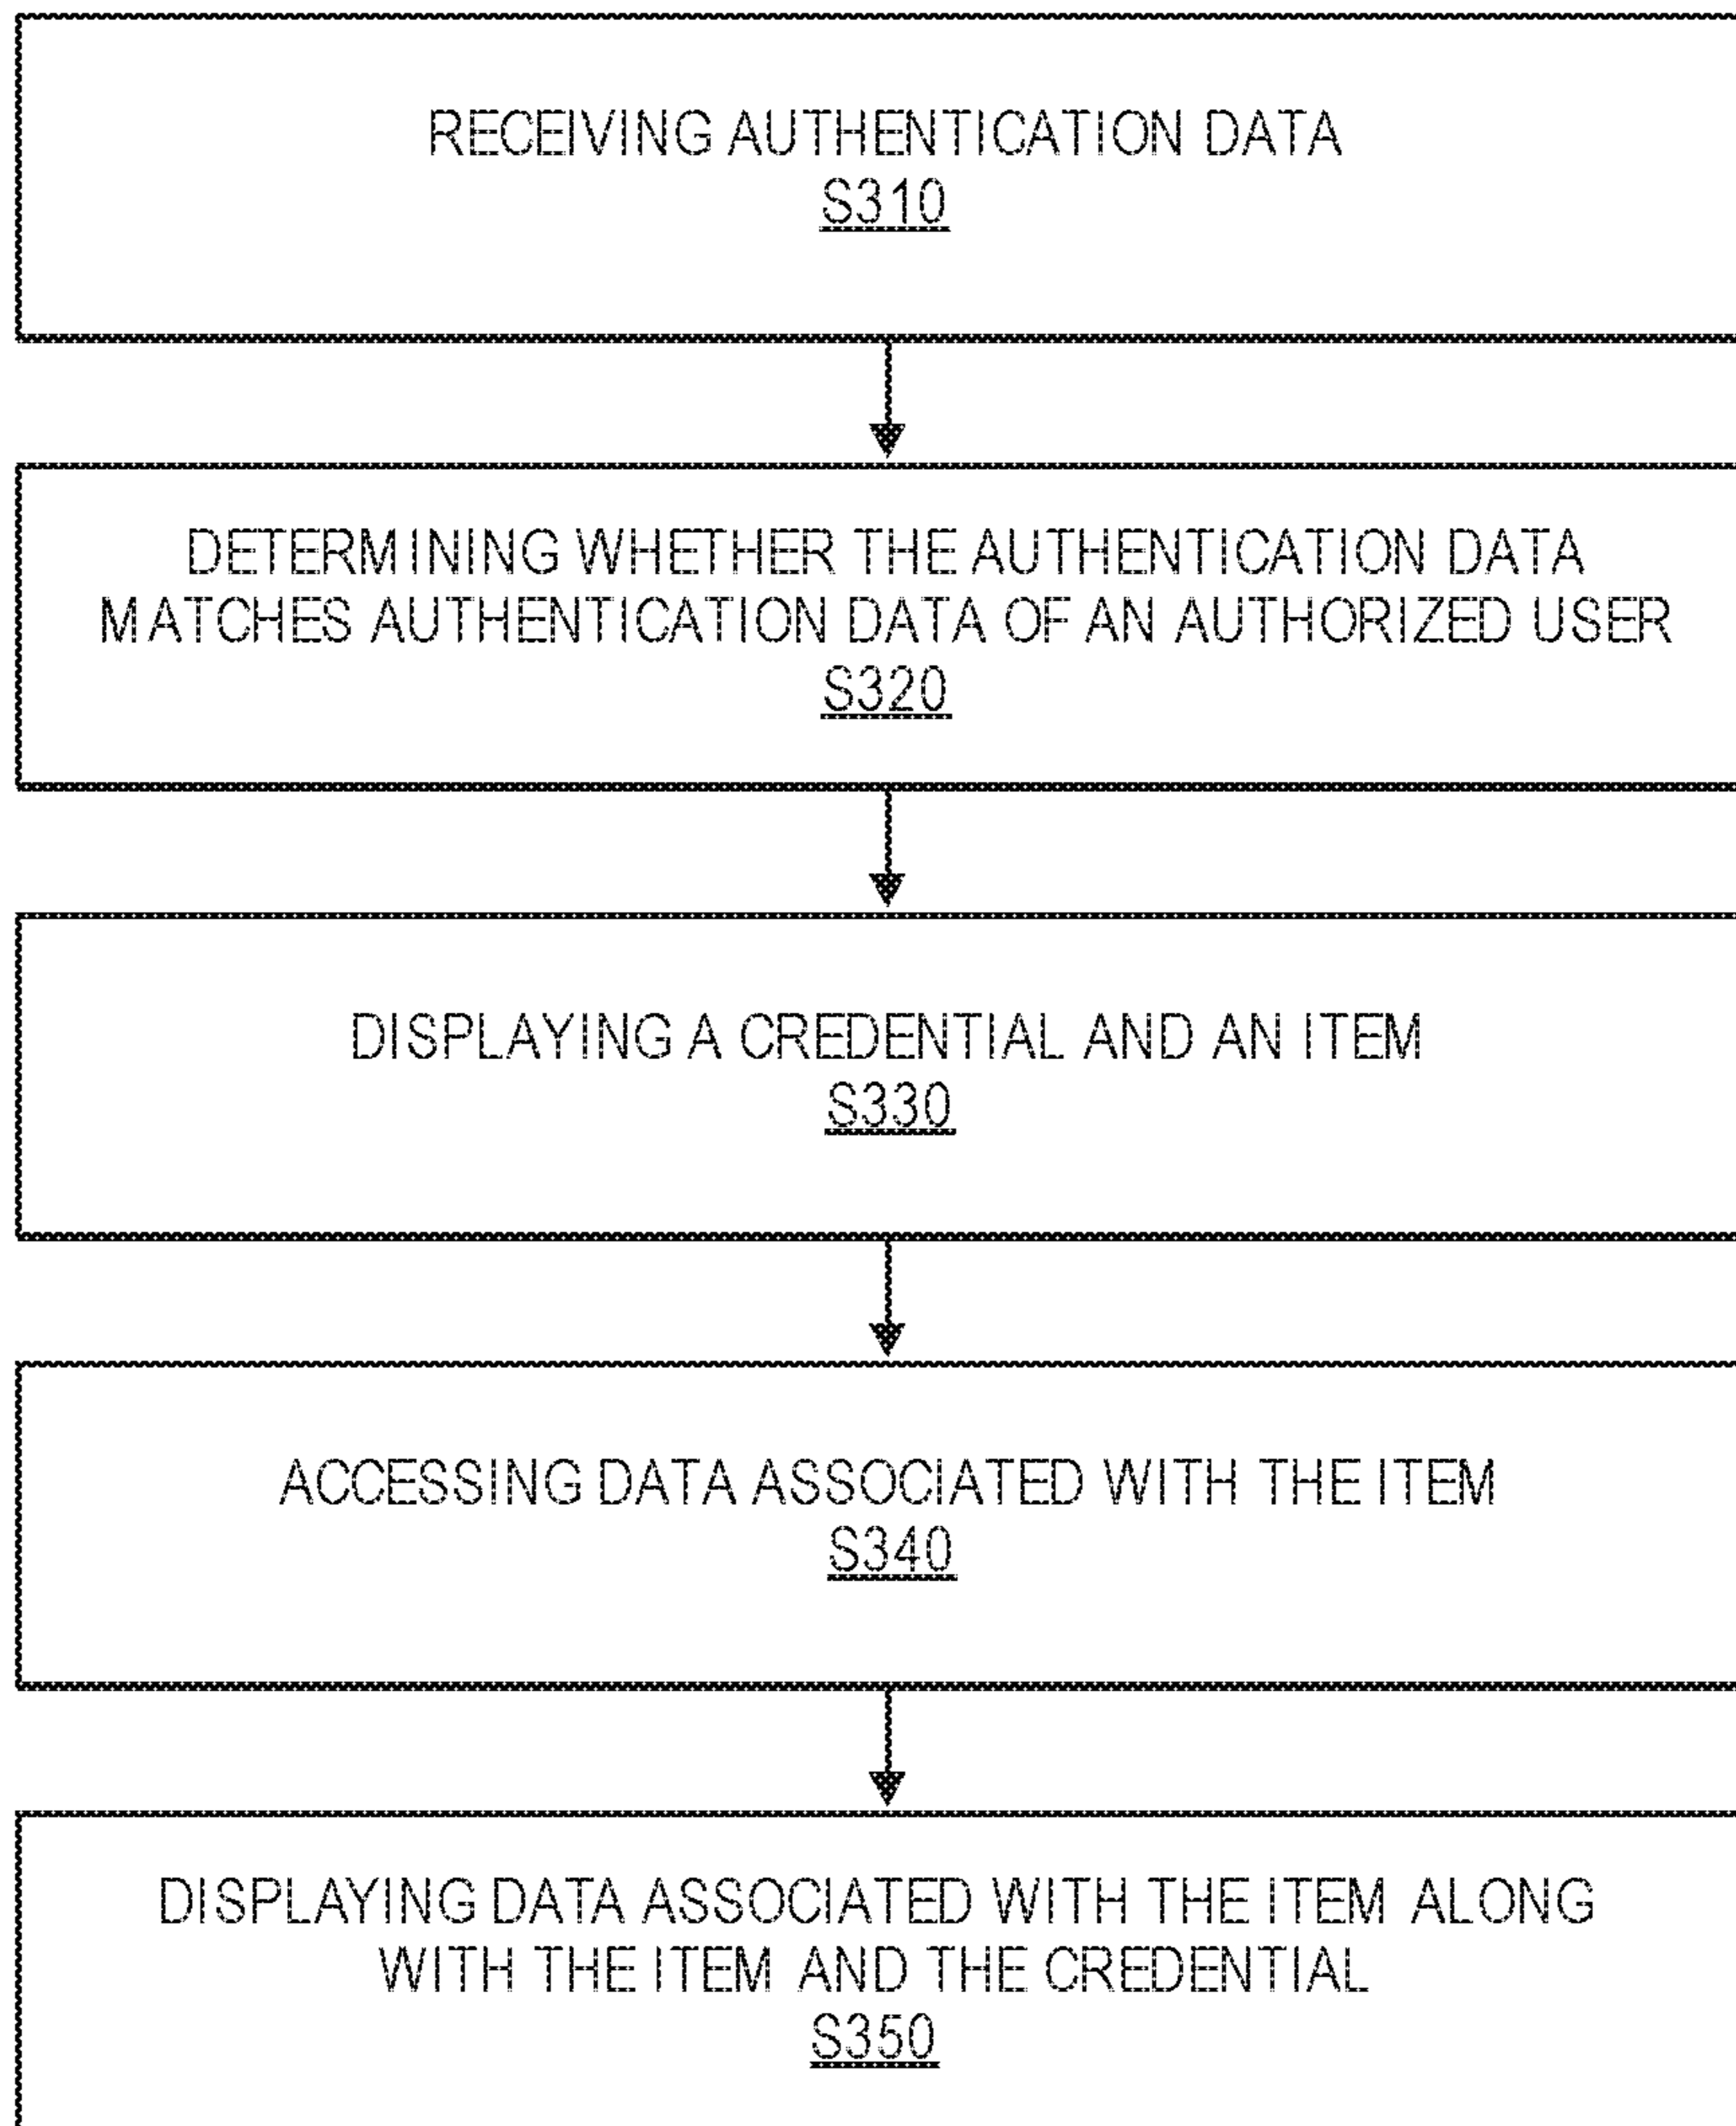 RECEIVING AUTHENTICATION DATA
S310
DETERMINING WHETHER THE AUTHENTICATION DATA
MATCHES AUTHENTICATION DATA OF AN AUTHORIZED USER
S320
DISPLAYING A CREDENTIAL AND AN ITEM
S330
ACCESSING DATA ASSOCIATED WITH THE ITEM
S340
DISPLAYING DATA ASSOCIATED WITH THE ITEM ALONG
WITH THE ITEM AND THE CREDENTIAL
S350